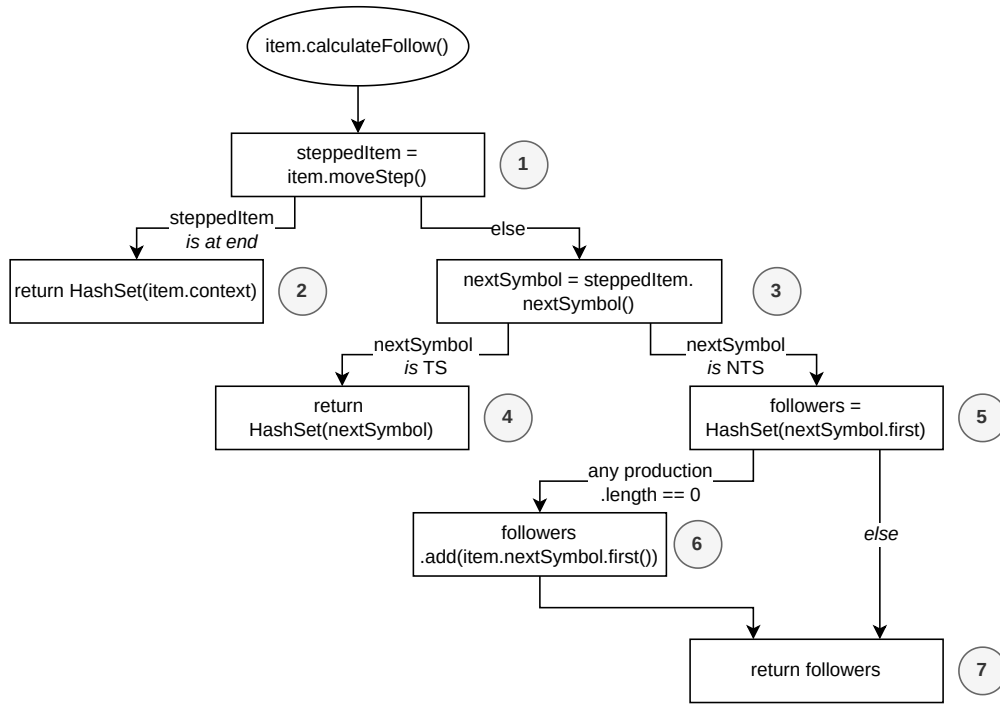 item.calculateFollow()
steppedItem =
item.moveStep()
1
steppedItem
is at end
else
return HashSet(item.context)
2
nextSymbol = steppedItem.
nextSymbol()
3
nextSymbol
is TS
nextSymbol
is NTS
return
HashSet(nextSymbol)
4
followers =
HashSet(nextSymbol.first)
5
any production
.length == 0
else
followers
.add(item.nextSymbol.first())
6
return followers
7